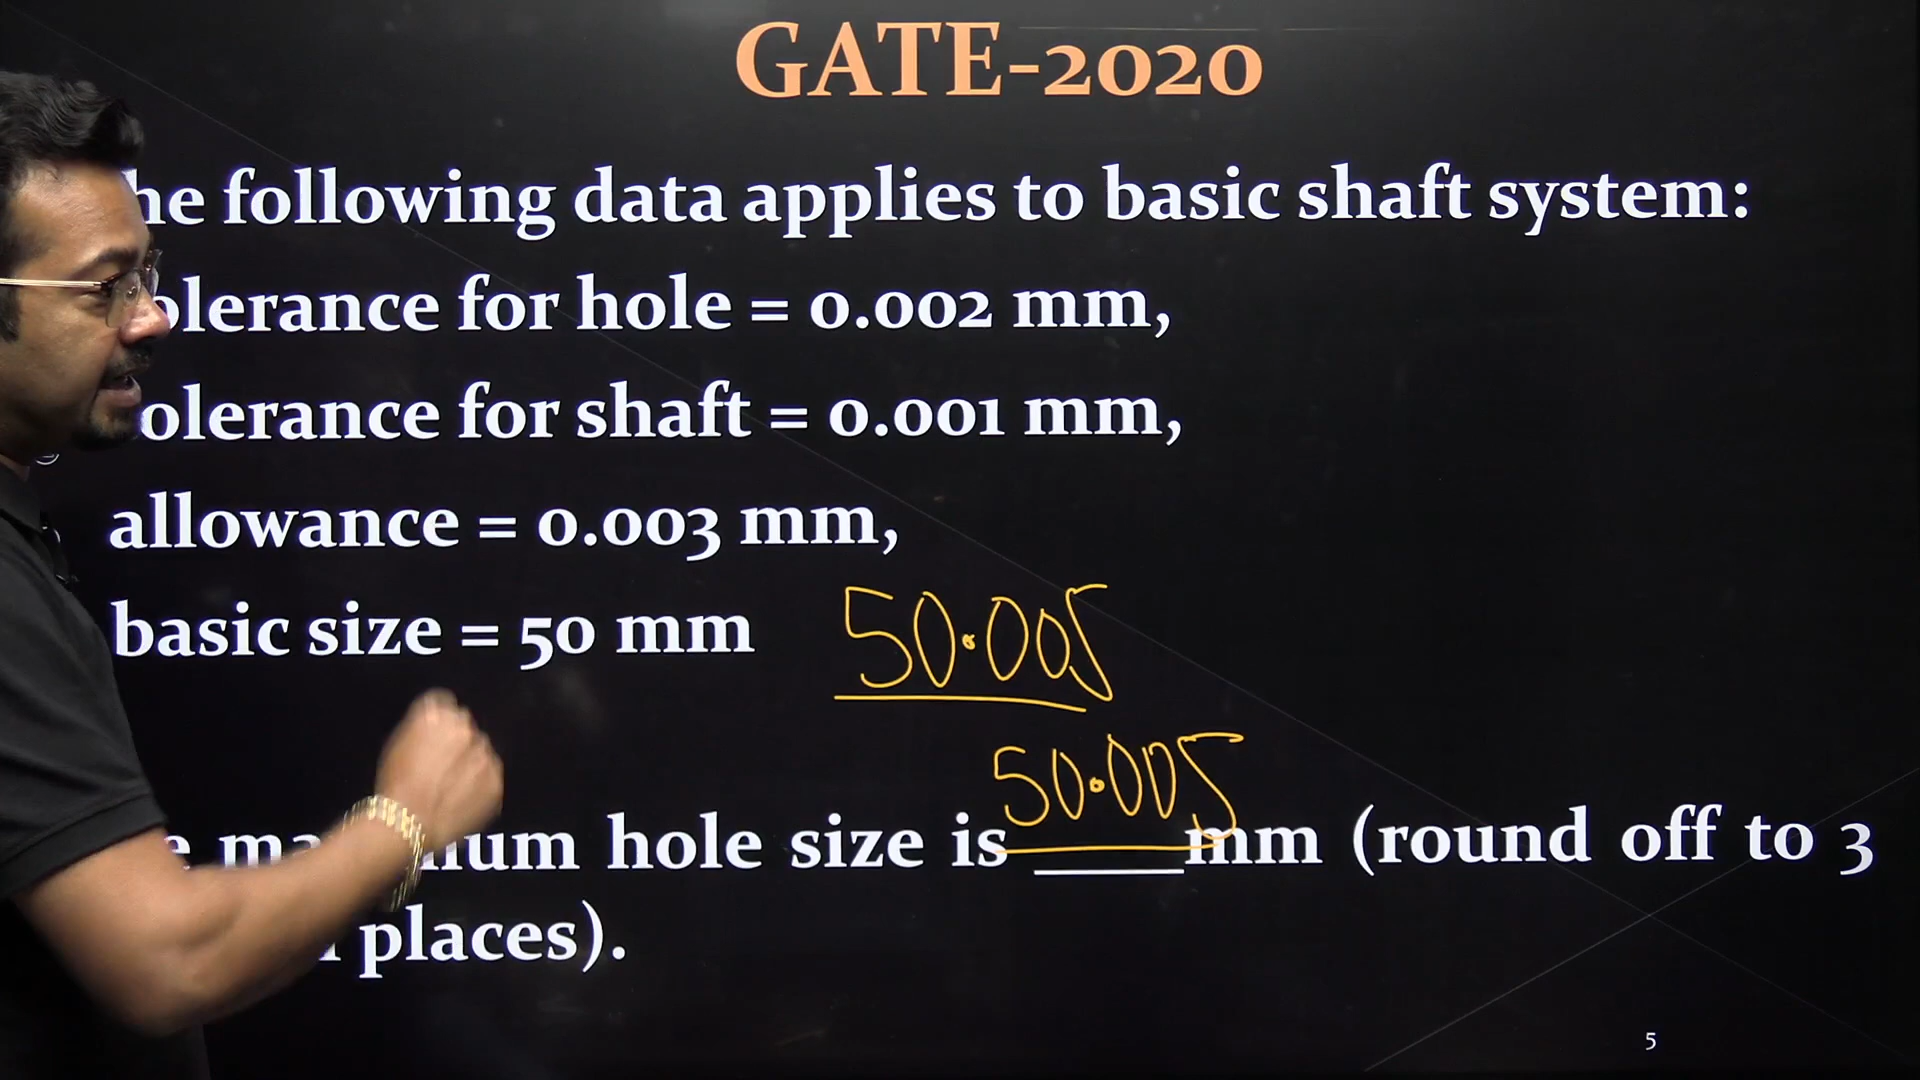 GATE-2020
he following data applies to basic shaft system:
olerance for hole = 0.002 mm,
olerance for shaft = 0.001 mm,
allowance = 0.003 mm,
basic size = 50 mm
50.005
50.005
hole size is ____mm (round off to 3
places).
5